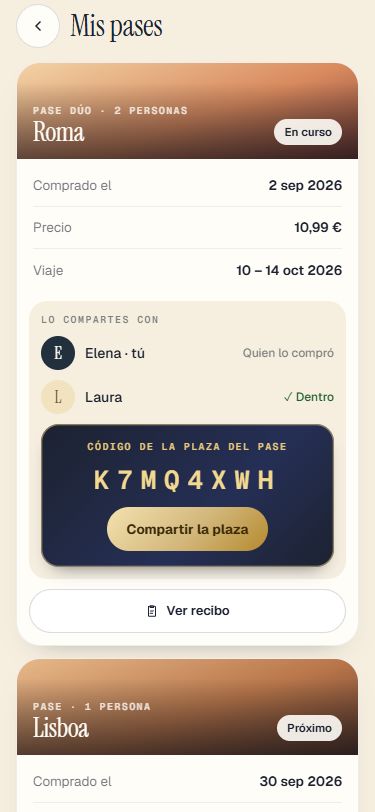 Mis pases
PASE DÚO · 2 PERSONAS
Roma
En curso
Comprado el 2 sep 2026
Precio 10,99 €
Viaje 10 – 14 oct 2026
LO COMPARTES CON
E Elena · tú Quien lo compró
L Laura ✓ Dentro
CÓDIGO DE LA PLAZA DEL PASE
K7MQ4XWH
Compartir la plaza
Ver recibo
PASE · 1 PERSONA
Lisboa
Próximo
Comprado el 30 sep 2026